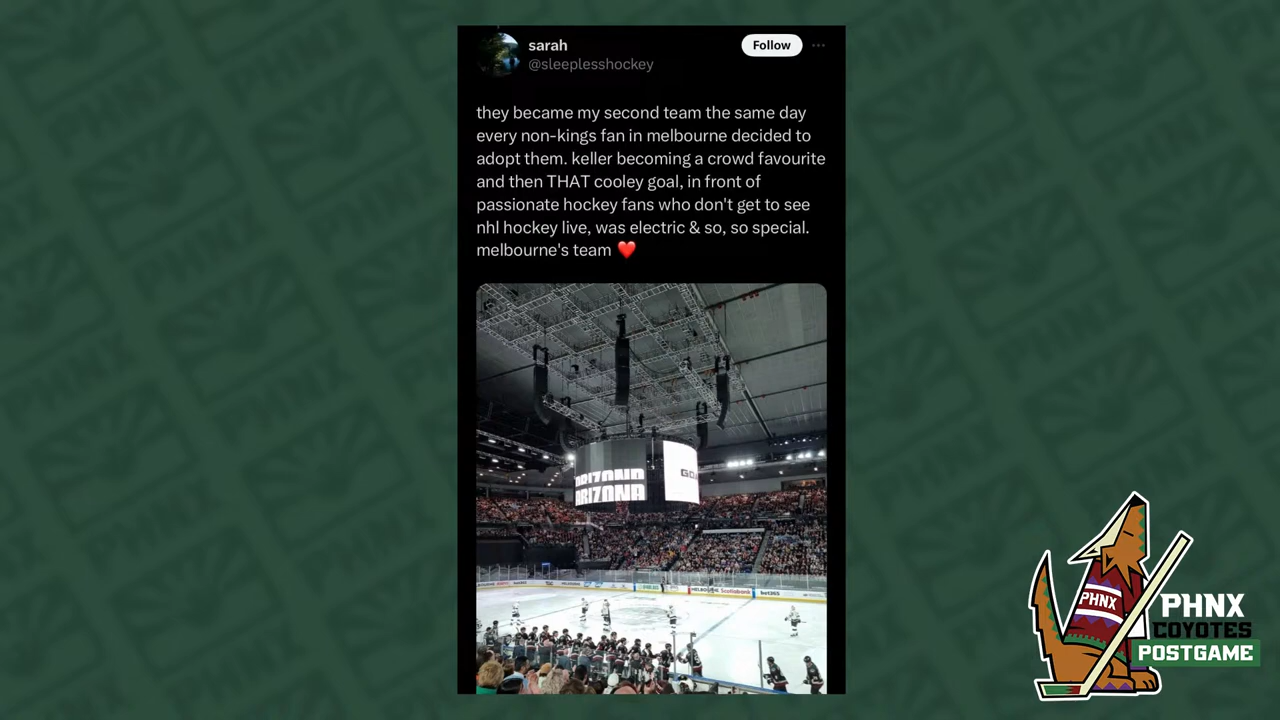 sarah
Follow
@sleeplesshockey
they became my second team the same day
every non-kings fan in melbourne decided to
adopt them. keller becoming a crowd favourite
and then THAT cooley goal, in front of
passionate hockey fans who don't get to see
nhl hockey live, was electric & so, so special.
melbourne's team ❤️
ARIZONA
ARIZONA
MELBOURNE
Scotiabank
bet365
PHNX
PHNX
COYOTES
POSTGAME